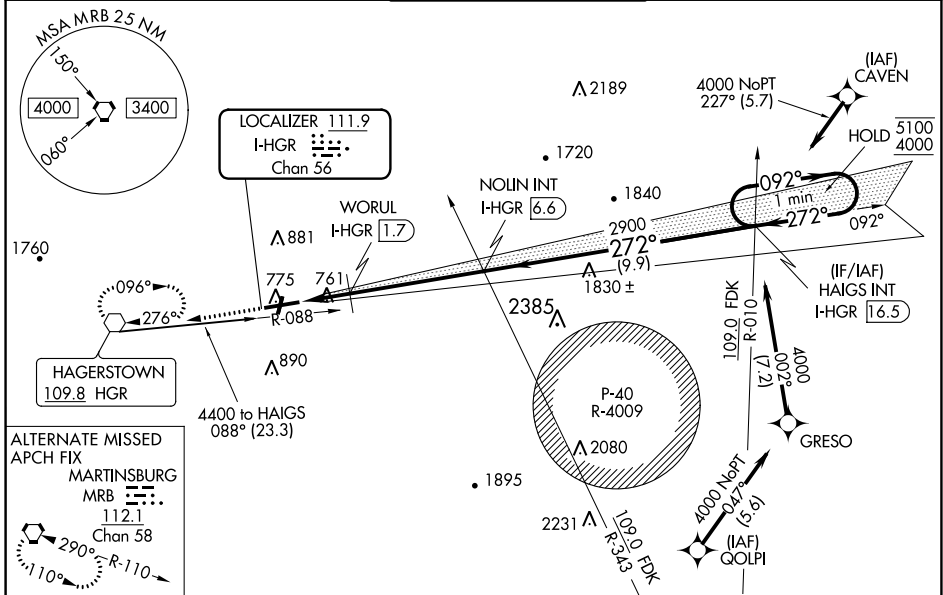 MSA MRB 25 NM
150°
4000
3400
060°
LOCALIZER 111.9
I-HGR
Chan 56
2189
1720
1840
4000 NoPT
227° (5.7)
(IAF)
CAVEN
HOLD
5100
4000
092°
1 min
272°
092°
NOLIN INT
I-HGR 6.6
WORUL
I-HGR 1.7
2900
272°
(9.9)
1830 ±
881
1760
775
761
096°
276°
R-088
HAGERSTOWN
109.8 HGR
890
4400 to HAIGS
088° (23.3)
2385
P-40
R-4009
2080
1895
2231
109.0 FDK
R-343
109.0 FDK
R-010
(IF/IAF)
HAIGS INT
I-HGR 16.5
4000
002°
(7.2)
GRESO
4000 NoPT
047°
(5.6)
(IAF)
QOLPI
ALTERNATE MISSED
APCH FIX
MARTINSBURG
MRB
112.1
Chan 58
290°
R-110
110°